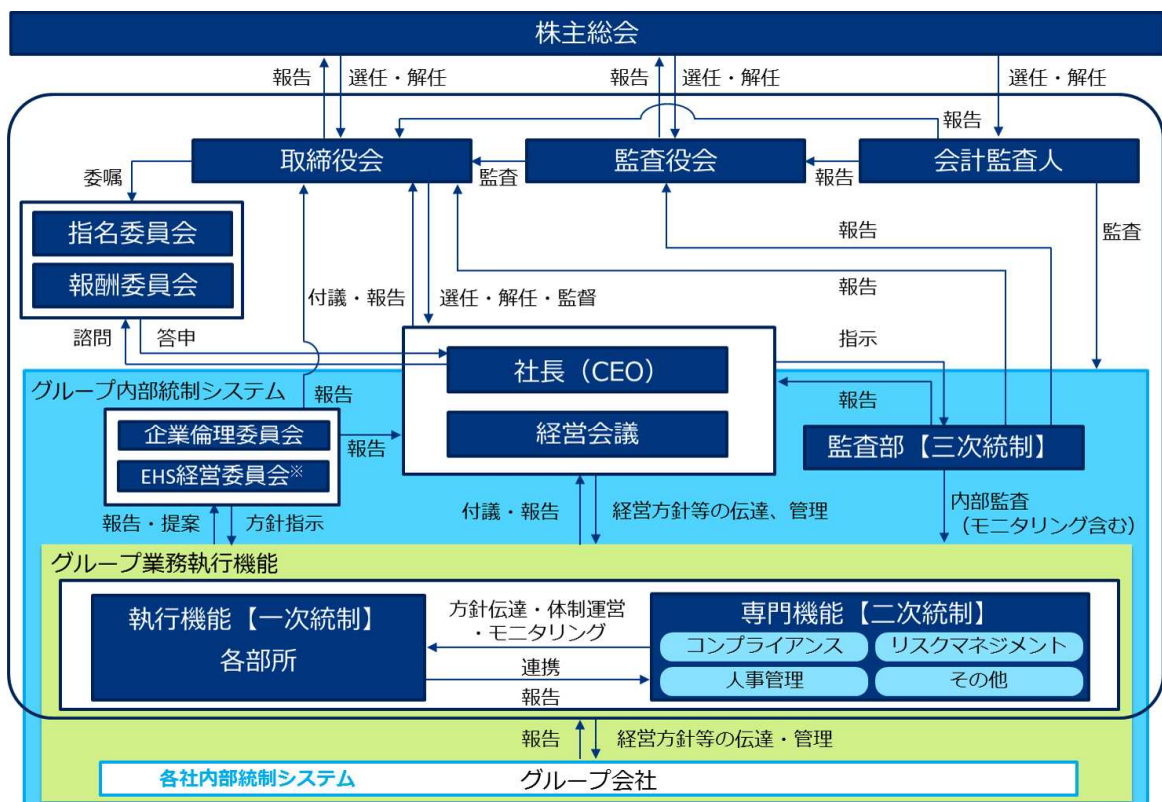 株主総会
報告
選任・解任
報告
選任・解任
選任・解任
報告
取締役会
監査
監査役会
報告
会計監査人
委嘱
指名委員会
報酬委員会
報告
監査
付議・報告
選任・解任・監督
報告
諮問
答申
指示
社長（CEO）
グループ内部統制システム
報告
報告
企業倫理委員会
経営会議
報告
監査部【三次統制】
EHS経営委員会※
報告・提案
方針指示
付議・報告
経営方針等の伝達、管理
内部監査
（モニタリング含む）
グループ業務執行機能
執行機能【一次統制】
各部所
方針伝達・体制運営
・モニタリング
連携
報告
専門機能【二次統制】
コンプライアンス
リスクマネジメント
人事管理
その他
報告
経営方針等の伝達・管理
各社内部統制システム
グループ会社